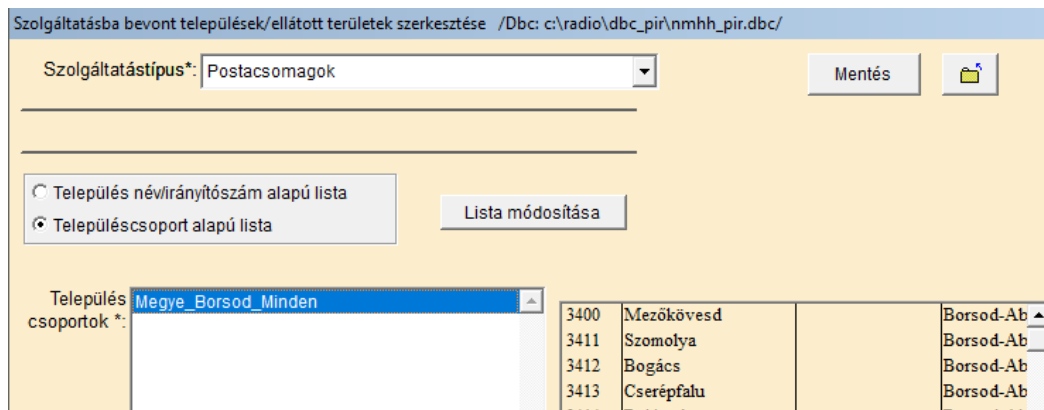 Szolgáltatásba bevont települések/ellátott területek szerkesztése /Dbc: c:\radio\dbc_pir\nmhh_pir.dbc/
Szolgáltatástípus*: Postacsomagok
Mentés
Település név/irányítószám alapú lista
Településcsoport alapú lista
Lista módosítása
Település
csoportok *:
Megye_Borsod_Minden
3400 Mezőkövesd Borsod-Ab
3411 Szomolya Borsod-Ab
3412 Bogács Borsod-Ab
3413 Cserépfalu Borsod-Ab